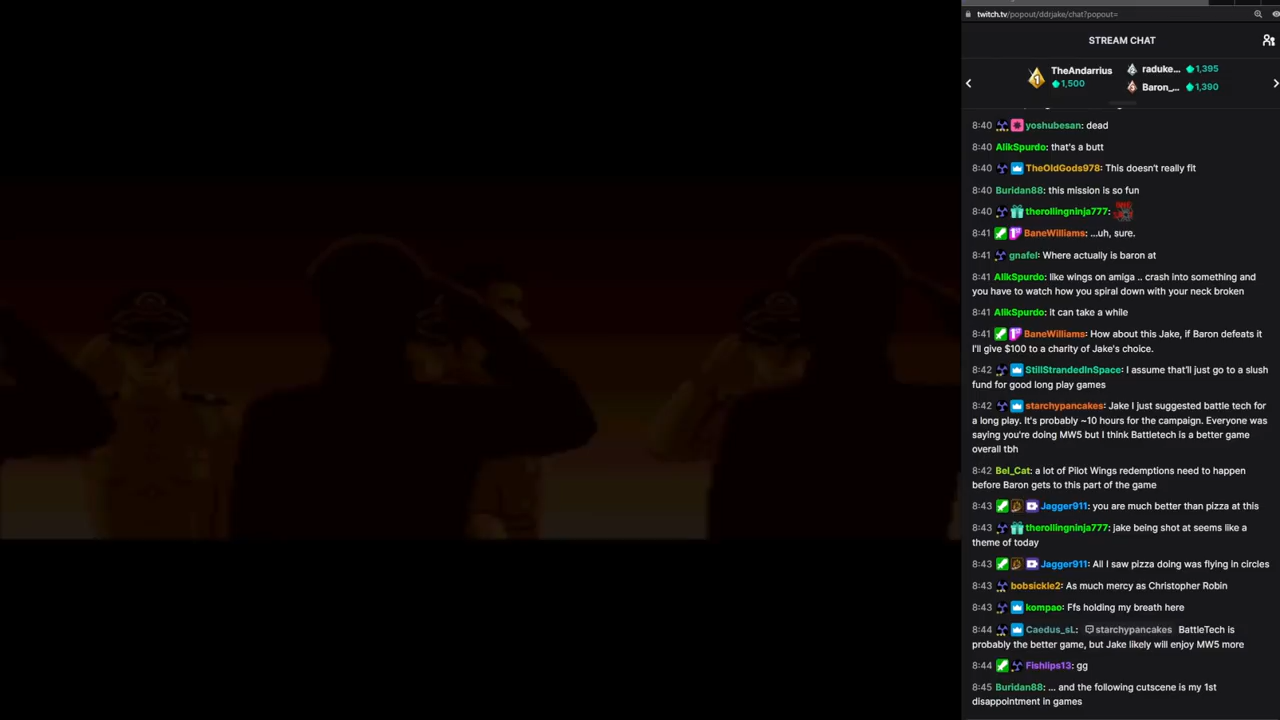 twitch.tv/popout/ddrjake/chat?popout=
STREAM CHAT
1
TheAndarrius
1,500
raduke... 1,395
Baron_... 1,390
8:40 yoshubesan: dead
8:40 AlikSpurdo: that's a butt
8:40 TheOldGods978: This doesn't really fit
8:40 Buridan88: this mission is so fun
8:40 therollingninja777:
8:41 BaneWilliams: ...uh, sure.
8:41 gnafel: Where actually is baron at
8:41 AlikSpurdo: like wings on amiga .. crash into something and
you have to watch how you spiral down with your neck broken
8:41 AlikSpurdo: it can take a while
8:41 BaneWilliams: How about this Jake, if Baron defeats it
I'll give $100 to a charity of Jake's choice.
8:42 StillStrandedInSpace: I assume that'll just go to a slush
fund for good long play games
8:42 starchypancakes: Jake I just suggested battle tech for
a long play. It's probably ~10 hours for the campaign. Everyone was
saying you're doing MW5 but I think Battletech is a better game
overall tbh
8:42 Bel_Cat: a lot of Pilot Wings redemptions need to happen
before Baron gets to this part of the game
8:43 Jagger911: you are much better than pizza at this
8:43 therollingninja777: jake being shot at seems like a
theme of today
8:43 Jagger911: All I saw pizza doing was flying in circles
8:43 bobsickle2: As much mercy as Christopher Robin
8:43 kompao: Ffs holding my breath here
8:44 Caedus_sL: starchypancakes BattleTech is
probably the better game, but Jake likely will enjoy MW5 more
8:44 Fishlips13: gg
8:45 Buridan88: ... and the following cutscene is my 1st
disappointment in games